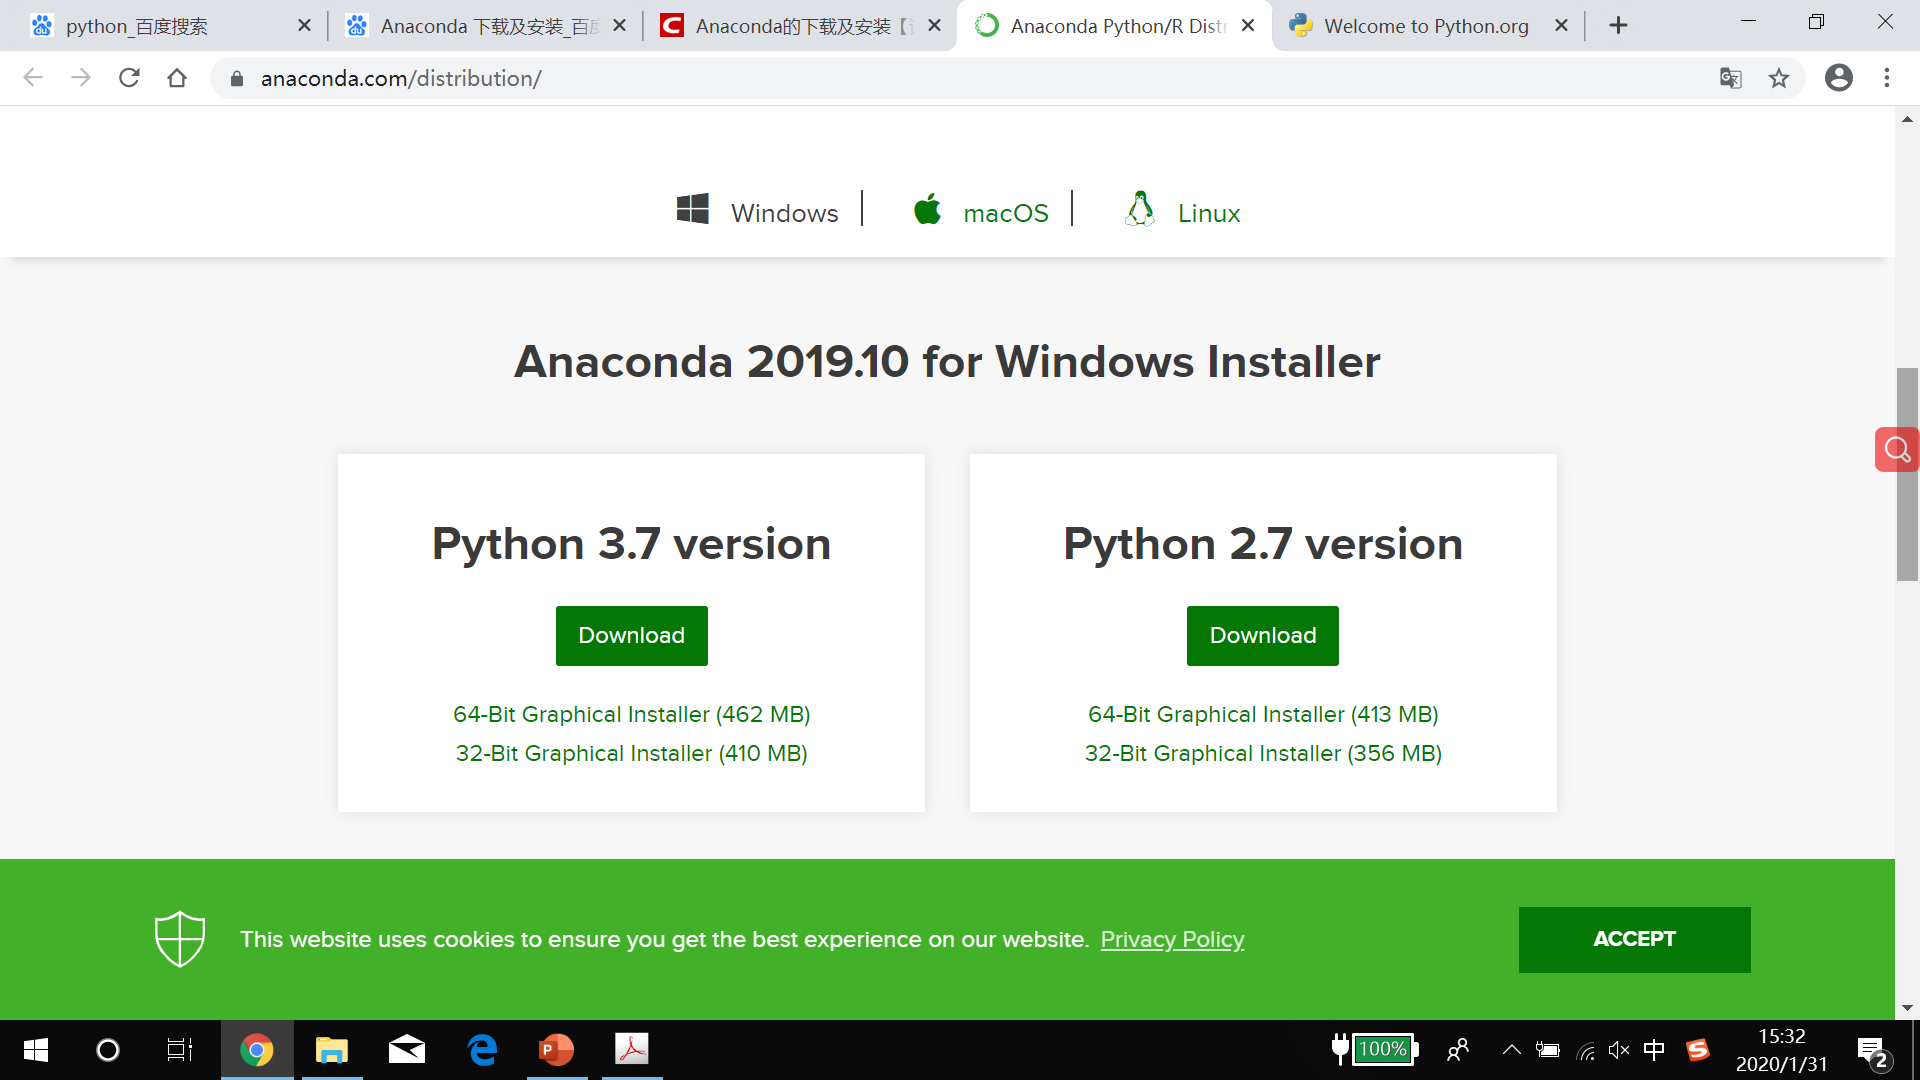 python_百度搜索
Anaconda 下载及安装_百度
Anaconda的下载及安装
Anaconda Python/R Distr
Welcome to Python.org
anaconda.com/distribution/
Windows
macOS
Linux
Anaconda 2019.10 for Windows Installer
Python 3.7 version
Python 2.7 version
Download
Download
64-Bit Graphical Installer (462 MB)
64-Bit Graphical Installer (413 MB)
32-Bit Graphical Installer (410 MB)
32-Bit Graphical Installer (356 MB)
This website uses cookies to ensure you get the best experience on our website. Privacy Policy
ACCEPT
100%
中
15:32
2020/1/31
2